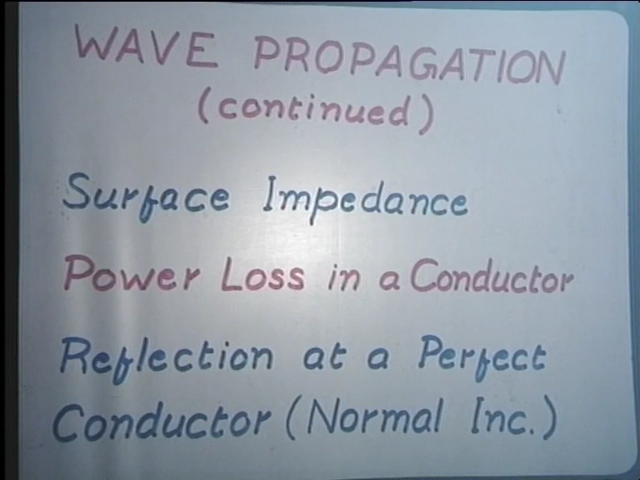 WAVE PROPAGATION
(continued)
Surface Impedance
Power Loss in a Conductor
Reflection at a Perfect
Conductor (Normal Inc.)